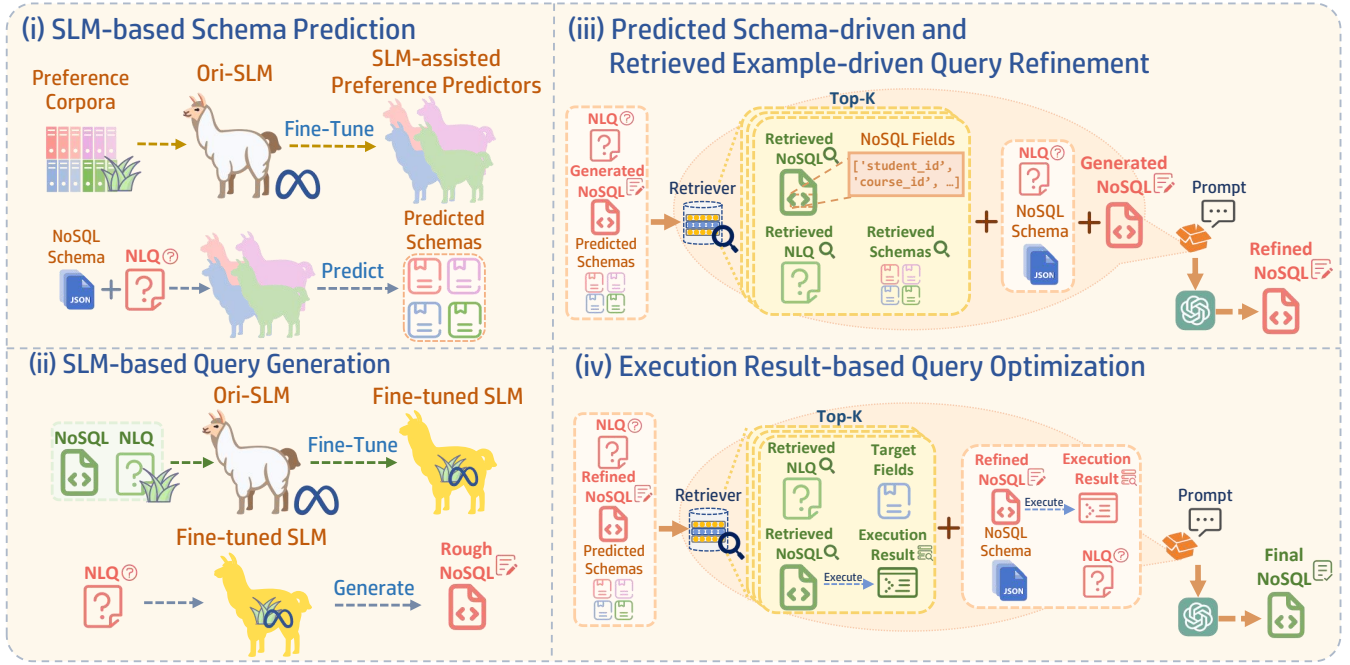 (i) SLM-based Schema Prediction
Preference
Corpora
Ori-SLM
SLM-assisted
Preference Predictors
Fine-Tune
NoSQL
Schema
NLQ
JSON
Predict
Predicted
Schemas
(ii) SLM-based Query Generation
Ori-SLM
Fine-tuned SLM
NoSQL
NLQ
Fine-Tune
Fine-tuned SLM
NLQ
Generate
Rough
NoSQL
(iii) Predicted Schema-driven and
Retrieved Example-driven Query Refinement
Top-K
NLQ
Generated
NoSQL
Predicted
Schemas
Retriever
Retrieved
NoSQL
NoSQL Fields
['student_id',
'course_id', …]
Retrieved
NLQ
Retrieved
Schemas
NLQ
NoSQL
Schema
JSON
Generated
NoSQL
Prompt
Refined
NoSQL
(iv) Execution Result-based Query Optimization
Top-K
NLQ
Refined
NoSQL
Predicted
Schemas
Retriever
Retrieved
NLQ
Target
Fields
Retrieved
NoSQL
Execute
Execution
Result
Refined
NoSQL
Execute
Execution
Result
NoSQL
Schema
JSON
NLQ
Prompt
Final
NoSQL